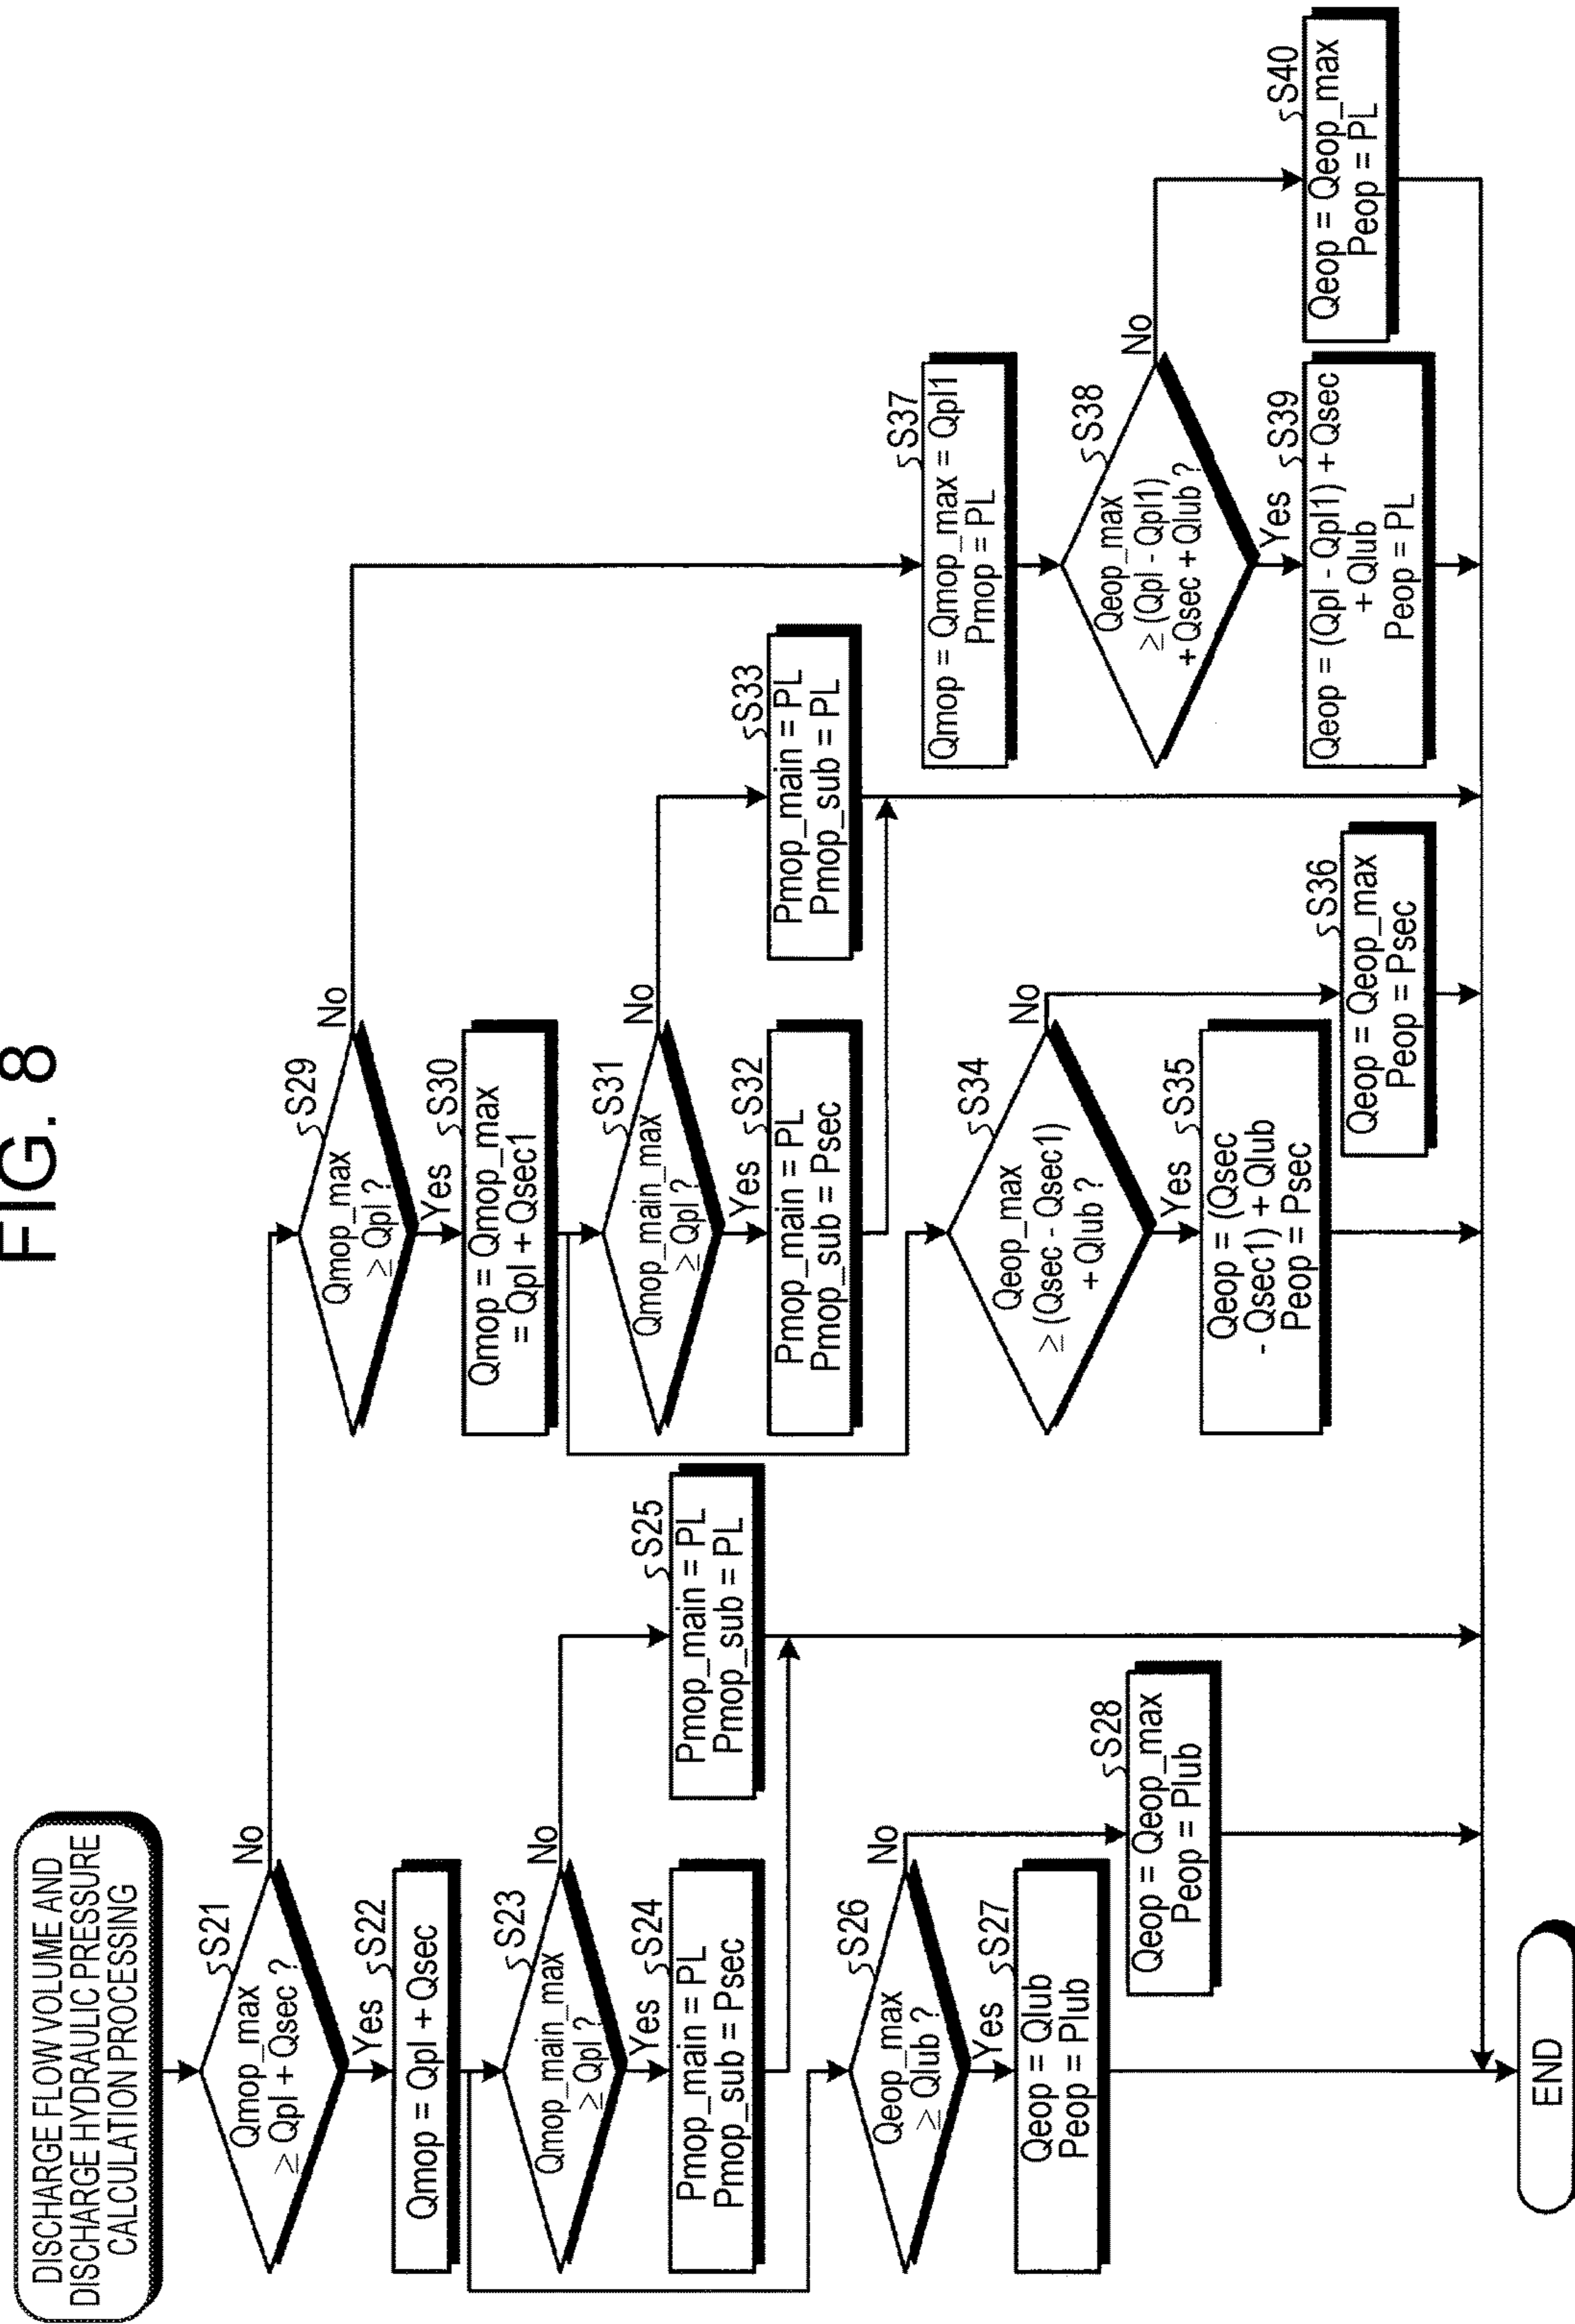 FIG. 8
DISCHARGE FLOW VOLUME AND
DISCHARGE HYDRAULIC PRESSURE
CALCULATION PROCESSING
S21
Qmop_max
≥ Qpl + Qsec ?
No
Yes
S22
Qmop = Qpl + Qsec
S23
Qmop_main_max
≥ Qpl ?
No
Yes
S24
Pmop_main = PL
Pmop_sub = Psec
S25
Pmop_main = PL
Pmop_sub = PL
S26
Qeop_max
≥ Qlub ?
No
Yes
S27
Qeop = Qlub
Peop = Plub
S28
Qeop = Qeop_max
Peop = Plub
S29
Qmop_max
≥ Qpl ?
No
Yes
S30
Qmop = Qmop_max
= Qpl + Qsec1
S31
Qmop_main_max
≥ Qpl ?
No
Yes
S32
Pmop_main = PL
Pmop_sub = Psec
S33
Pmop_main = PL
Pmop_sub = PL
S34
Qeop_max
≥ (Qsec - Qsec1)
+ Qlub ?
No
Yes
S35
Qeop = (Qsec
- Qsec1) + Qlub
Peop = Psec
S36
Qeop = Qeop_max
Peop = Psec
S37
Qmop = Qmop_max = Qpl1
Pmop = PL
S38
Qeop_max
≥ (Qpl - Qpl1)
+ Qsec + Qlub ?
No
Yes
S39
Qeop = (Qpl - Qpl1) + Qsec
+ Qlub
Peop = PL
S40
Qeop = Qeop_max
Peop = PL
END